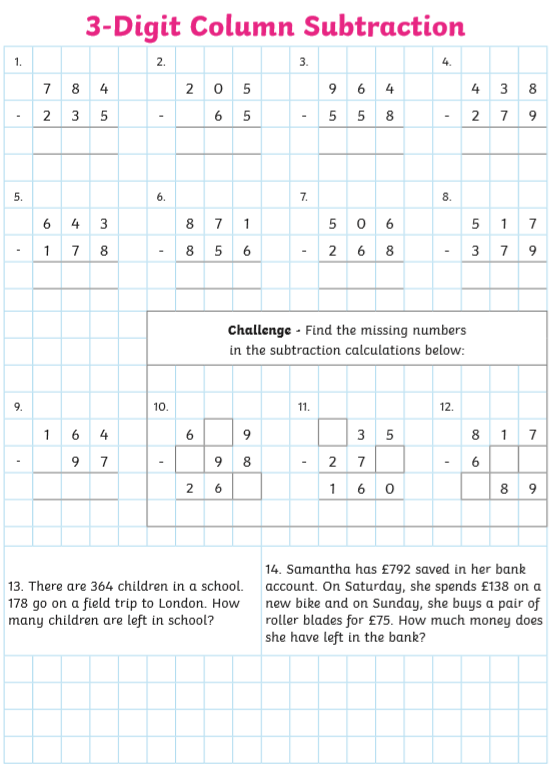 3-Digit Column Subtraction
1. 2. 3. 4.
7 8 4 2 0 5 9 6 4 4 3 8
- 2 3 5 - 6 5 - 5 5 8 - 2 7 9
5. 6. 7. 8.
6 4 3 8 7 1 5 0 6 5 1 7
- 1 7 8 - 8 5 6 - 2 6 8 - 3 7 9
Challenge - Find the missing numbers
in the subtraction calculations below:
9. 10. 11. 12.
1 6 4 6 9 3 5 8 1 7
- 9 7 - 9 8 - 2 7 - 6
2 6 1 6 0 8 9
13. There are 364 children in a school.
178 go on a field trip to London. How
many children are left in school?
14. Samantha has £792 saved in her bank
account. On Saturday, she spends £138 on a
new bike and on Sunday, she buys a pair of
roller blades for £75. How much money does
she have left in the bank?